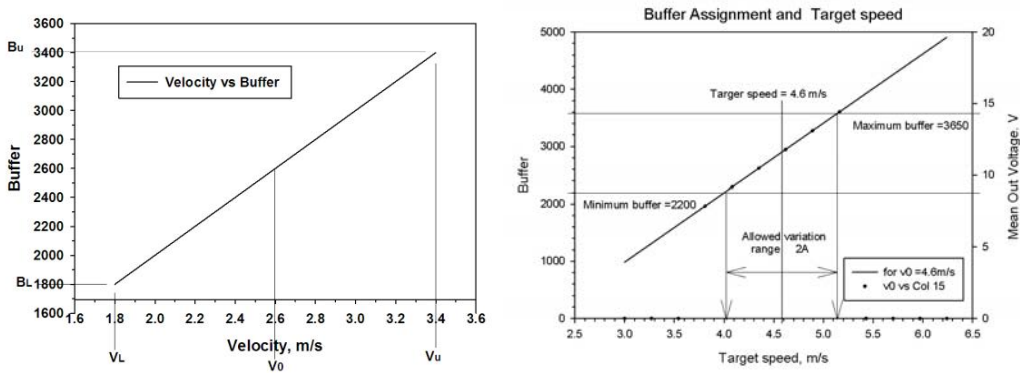 3600
Bu
3400
3200
Velocity vs Buffer
3000
2800
2600
2400
2200
2000
BL
1800
1600
Buffer
1.6
1.8
2.0
2.2
2.4
2.6
2.8
3.0
3.2
3.4
3.6
VL
Velocity, m/s
V0
Vu
Buffer Assignment and Target speed
5000
4000
3000
2000
1000
0
Buffer
20
15
10
5
0
Mean Out Voltage, V
Targer speed = 4.6 m/s
Maximum buffer =3650
Minimum buffer =2200
Allowed variation
range 2A
for v0 =4.6m/s
v0 vs Col 15
2.5
3.0
3.5
4.0
4.5
5.0
5.5
6.0
6.5
Target speed, m/s